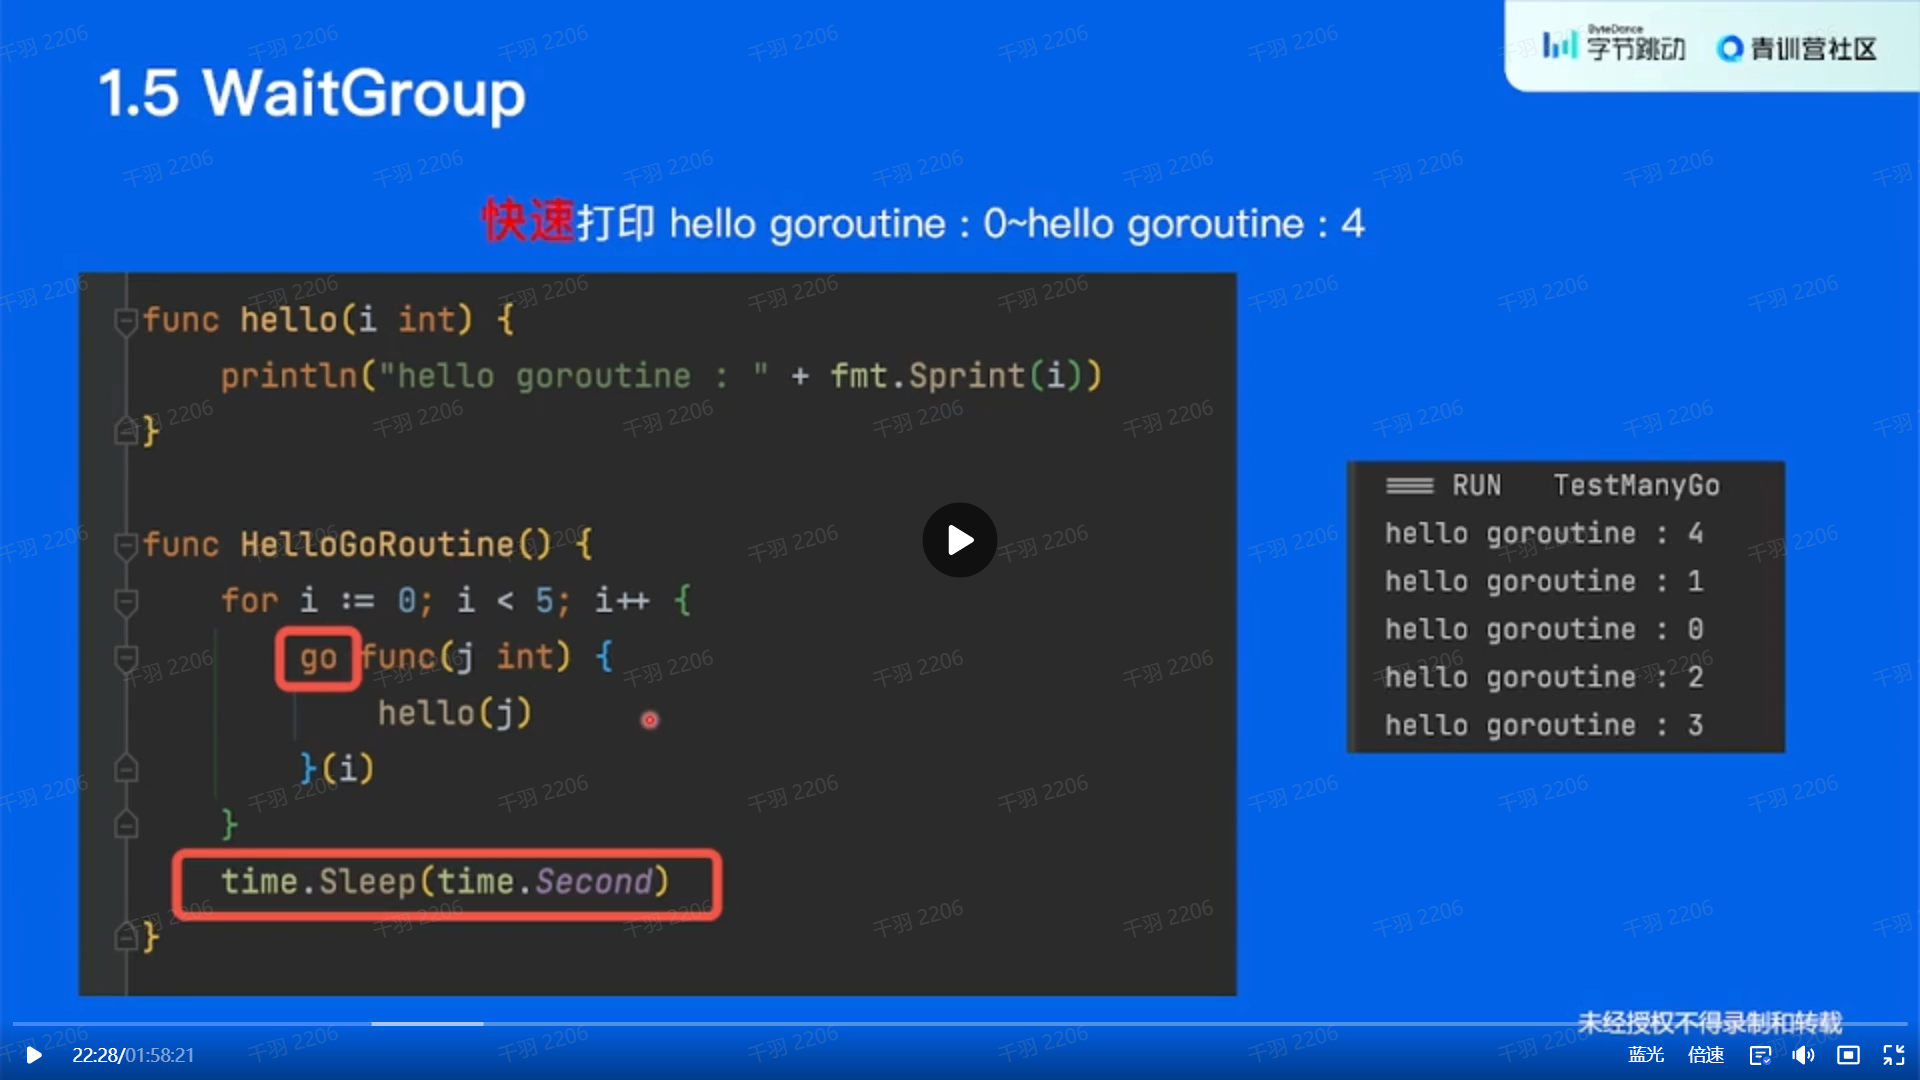 ByteDance
字节跳动 青训营社区
1.5 WaitGroup
快速打印 hello goroutine : 0~hello goroutine : 4
func hello(i int) {
    println("hello goroutine : " + fmt.Sprint(i))
}
func HelloGoRoutine() {
    for i := 0; i < 5; i++ {
        go func(j int) {
            hello(j)
        }(i)
    }
    time.Sleep(time.Second)
}
=== RUN   TestManyGo
hello goroutine : 4
hello goroutine : 1
hello goroutine : 0
hello goroutine : 2
hello goroutine : 3
未经授权不得录制和转载
22:28/01:58:21 蓝光 倍速
千羽 2206